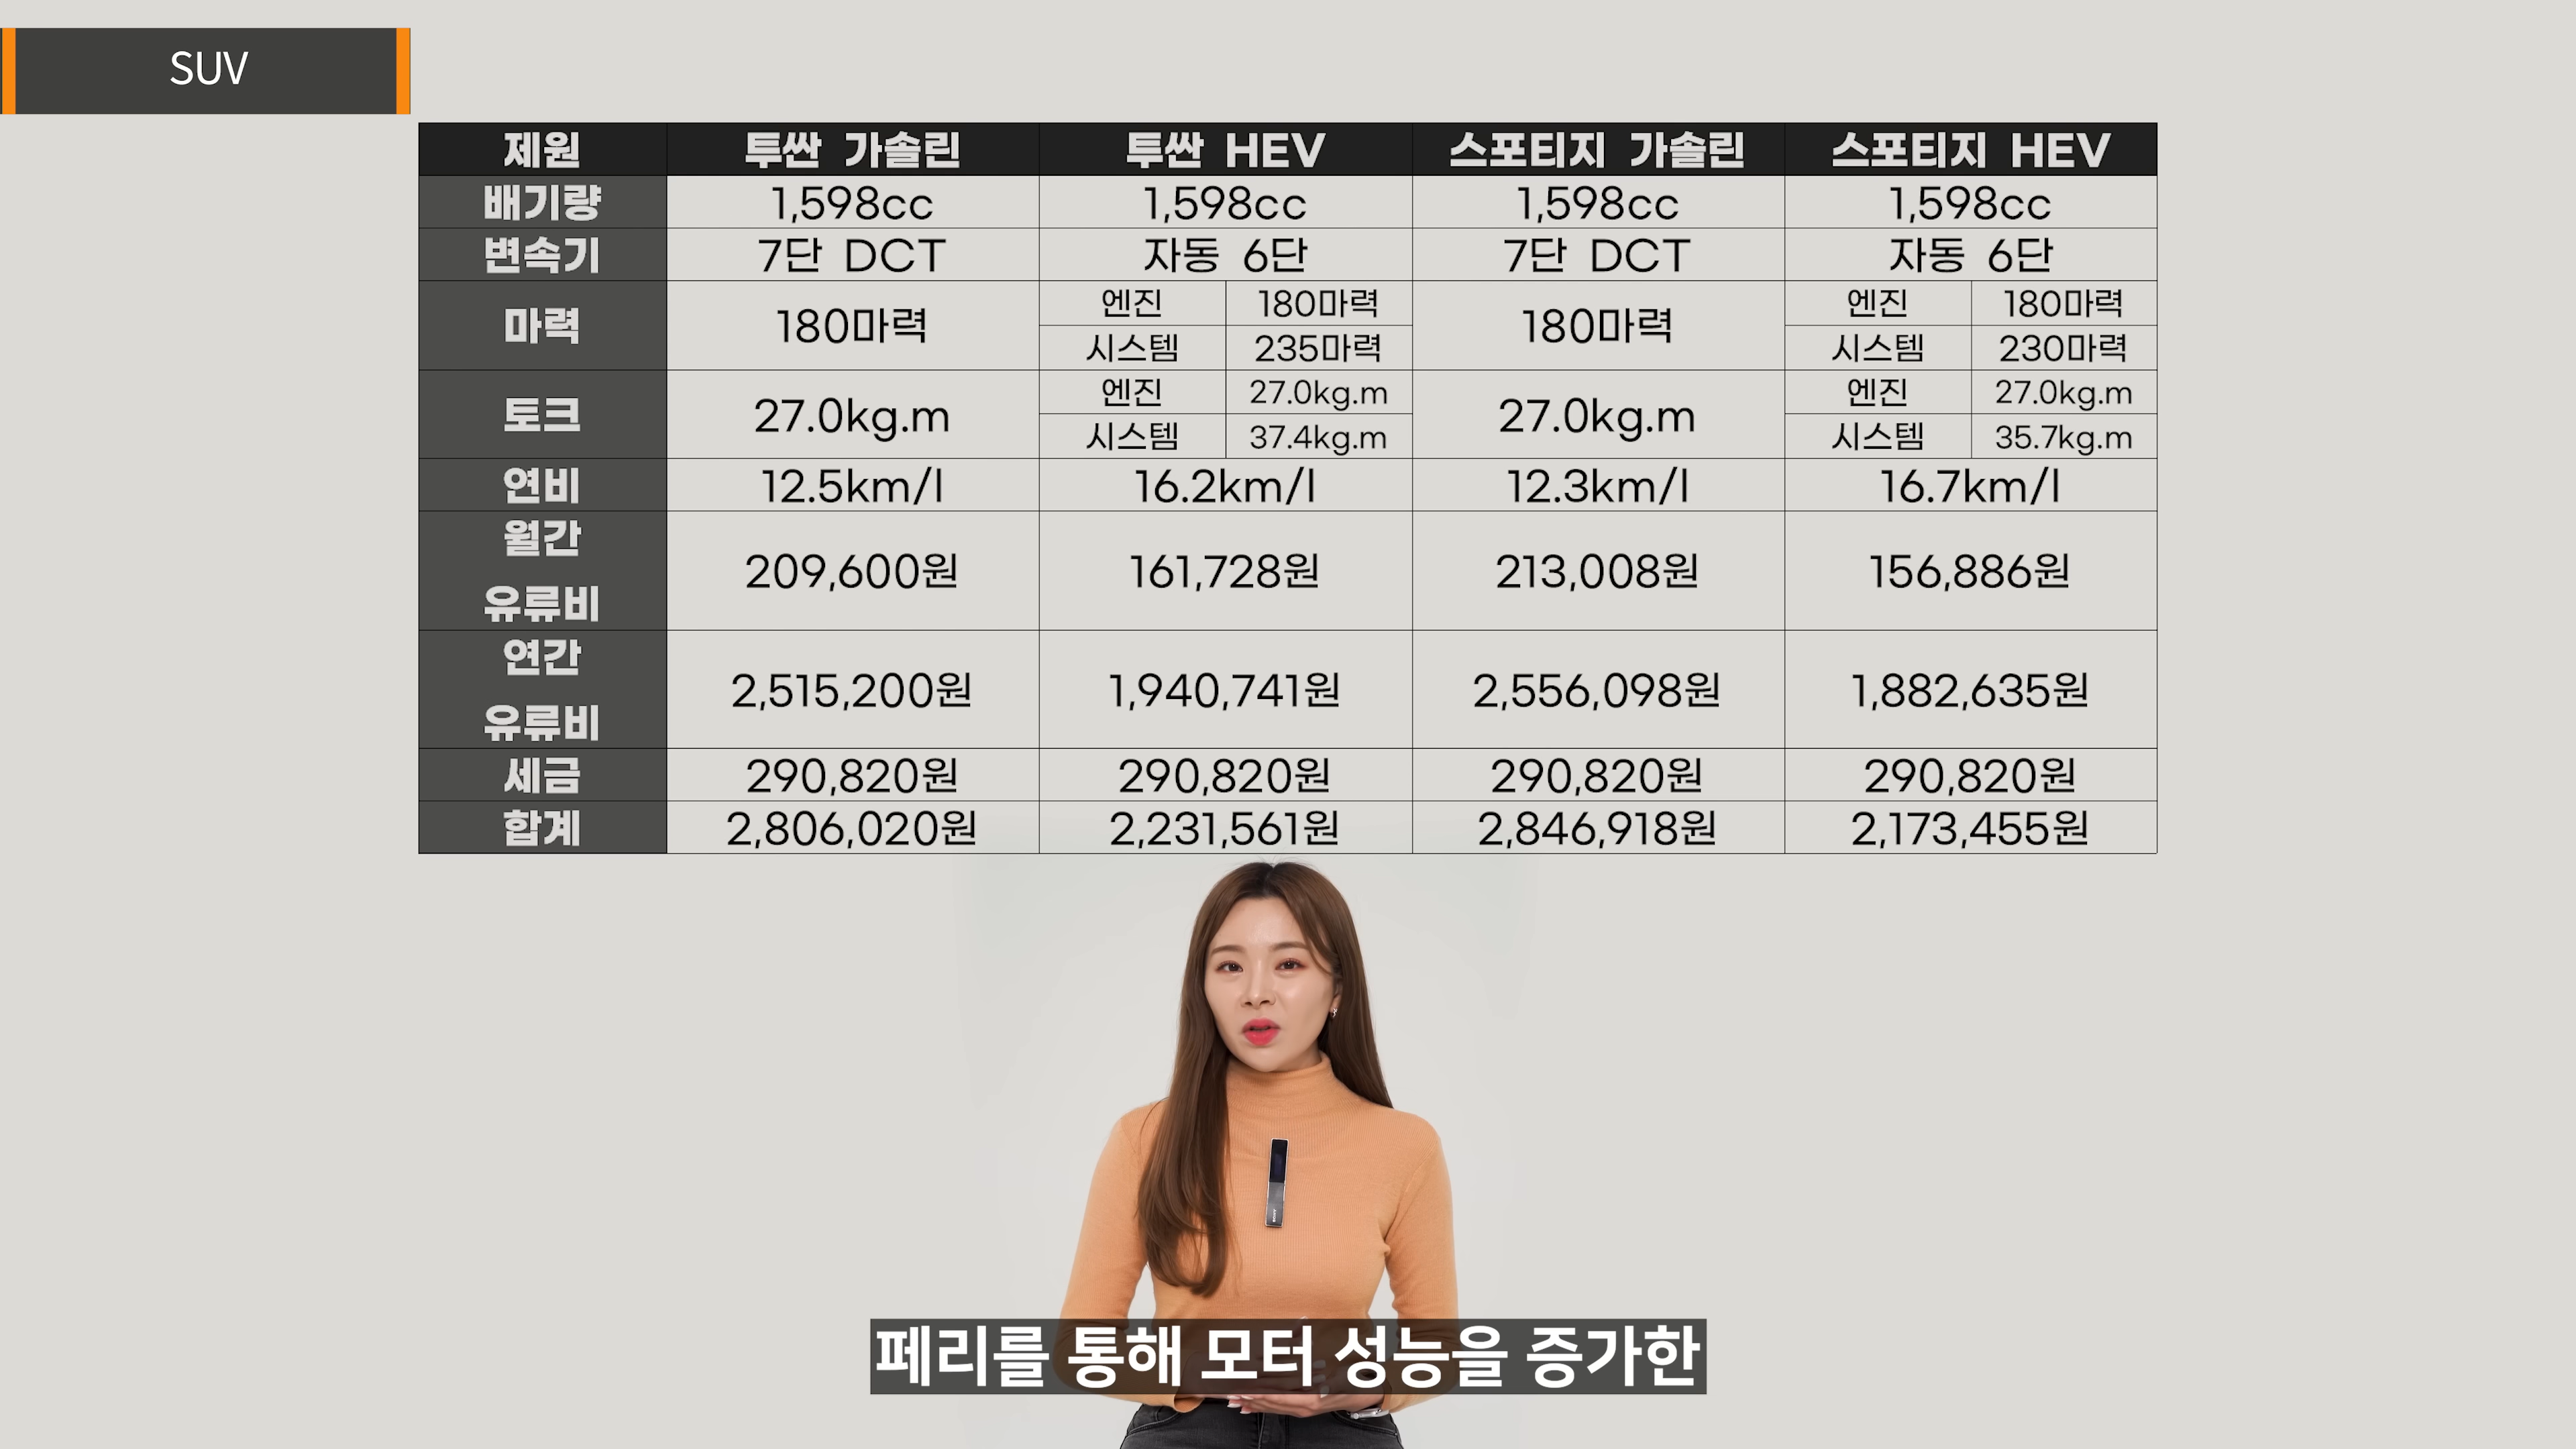 SUV
제원 투싼 가솔린 투싼 HEV 스포티지 가솔린 스포티지 HEV
배기량 1,598cc 1,598cc 1,598cc 1,598cc
변속기 7단 DCT 자동 6단 7단 DCT 자동 6단
마력 180마력 엔진 180마력 시스템 235마력 180마력 엔진 180마력 시스템 230마력
토크 27.0kg.m 엔진 27.0kg.m 시스템 37.4kg.m 27.0kg.m 엔진 27.0kg.m 시스템 35.7kg.m
연비 12.5km/l 16.2km/l 12.3km/l 16.7km/l
월간 유류비 209,600원 161,728원 213,008원 156,886원
연간 유류비 2,515,200원 1,940,741원 2,556,098원 1,882,635원
세금 290,820원 290,820원 290,820원 290,820원
합계 2,806,020원 2,231,561원 2,846,918원 2,173,455원
페리를 통해 모터 성능을 증가한